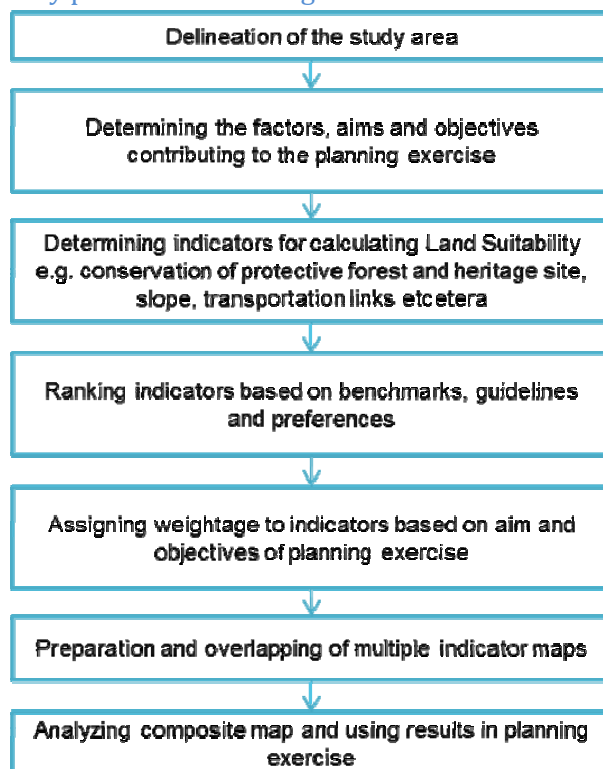 Delineation of the study area
Determining the factors, aims and objectives
contributing to the planning exercise
Determining indicators for calculating Land Suitability
e.g. conservation of protective forest and heritage site,
slope, transportation links etcetera
Ranking indicators based on benchmarks, guidelines
and preferences
Assigning weightage to indicators based on aim and
objectives of planning exercise
Preparation and overlapping of multiple indicator maps
Analyzing composite map and using results in planning
exercise